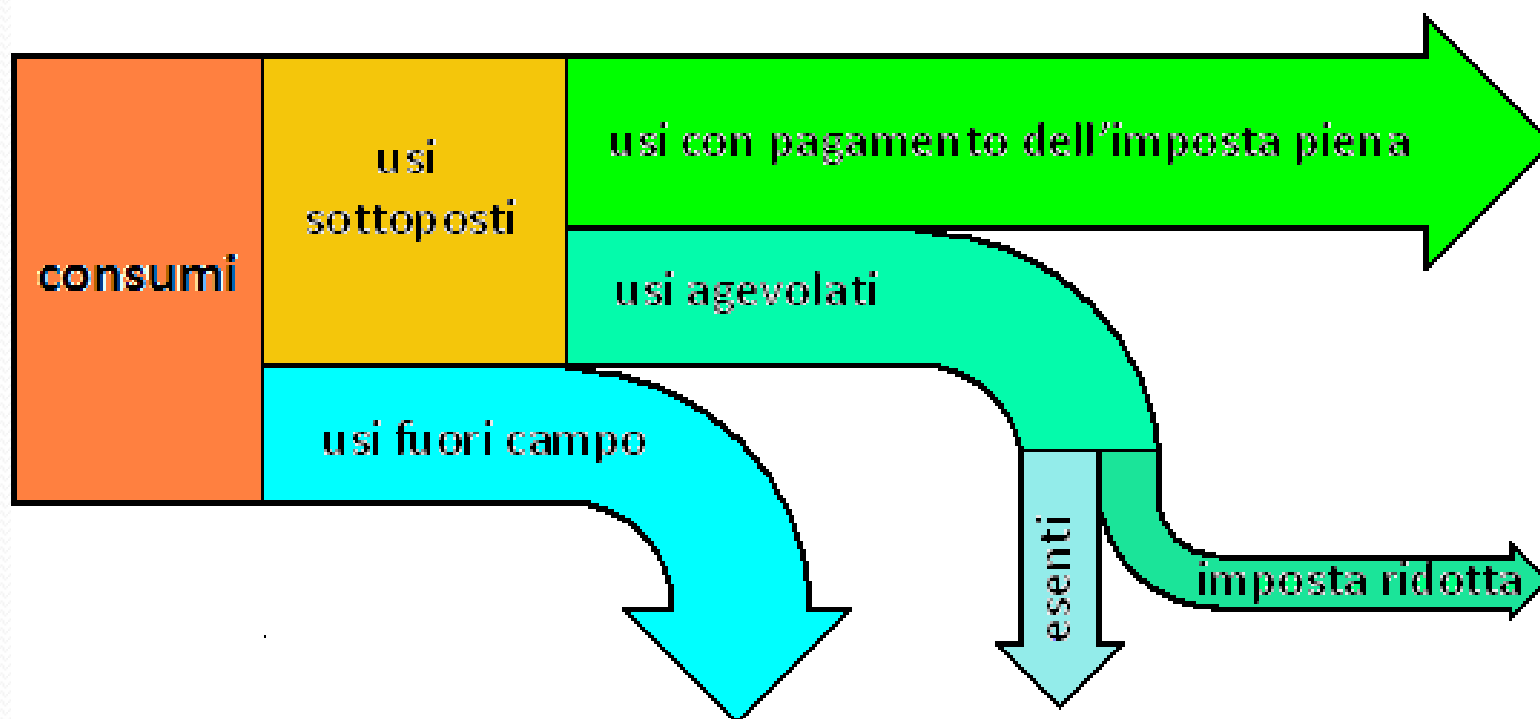 consumi
usi
sottoposti
usi con pagamento dell'imposta piena
usi agevolati
usi fuori campo
esenti
imposta ridotta